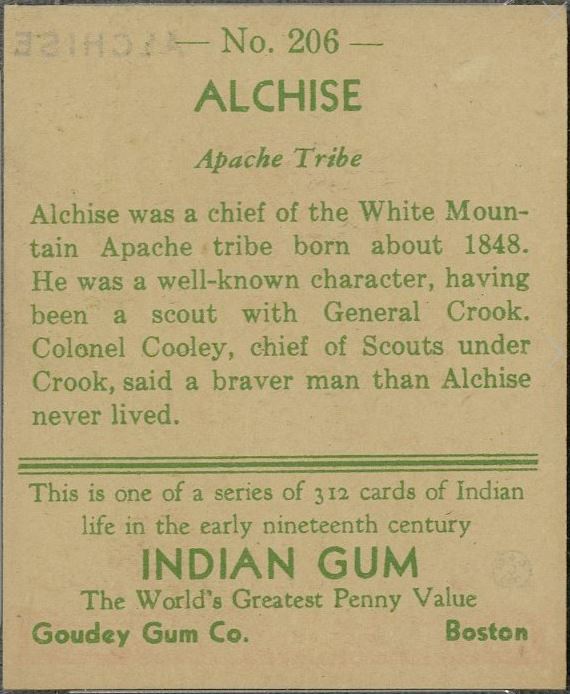 — No. 206 —
ALCHISE
ALCHISE
Apache Tribe
Alchise was a chief of the White Moun-
tain Apache tribe born about 1848.
He was a well-known character, having
been a scout with General Crook.
Colonel Cooley, chief of Scouts under
Crook, said a braver man than Alchise
never lived.
This is one of a series of 312 cards of Indian
life in the early nineteenth century
INDIAN GUM
The World's Greatest Penny Value
Goudey Gum Co. Boston